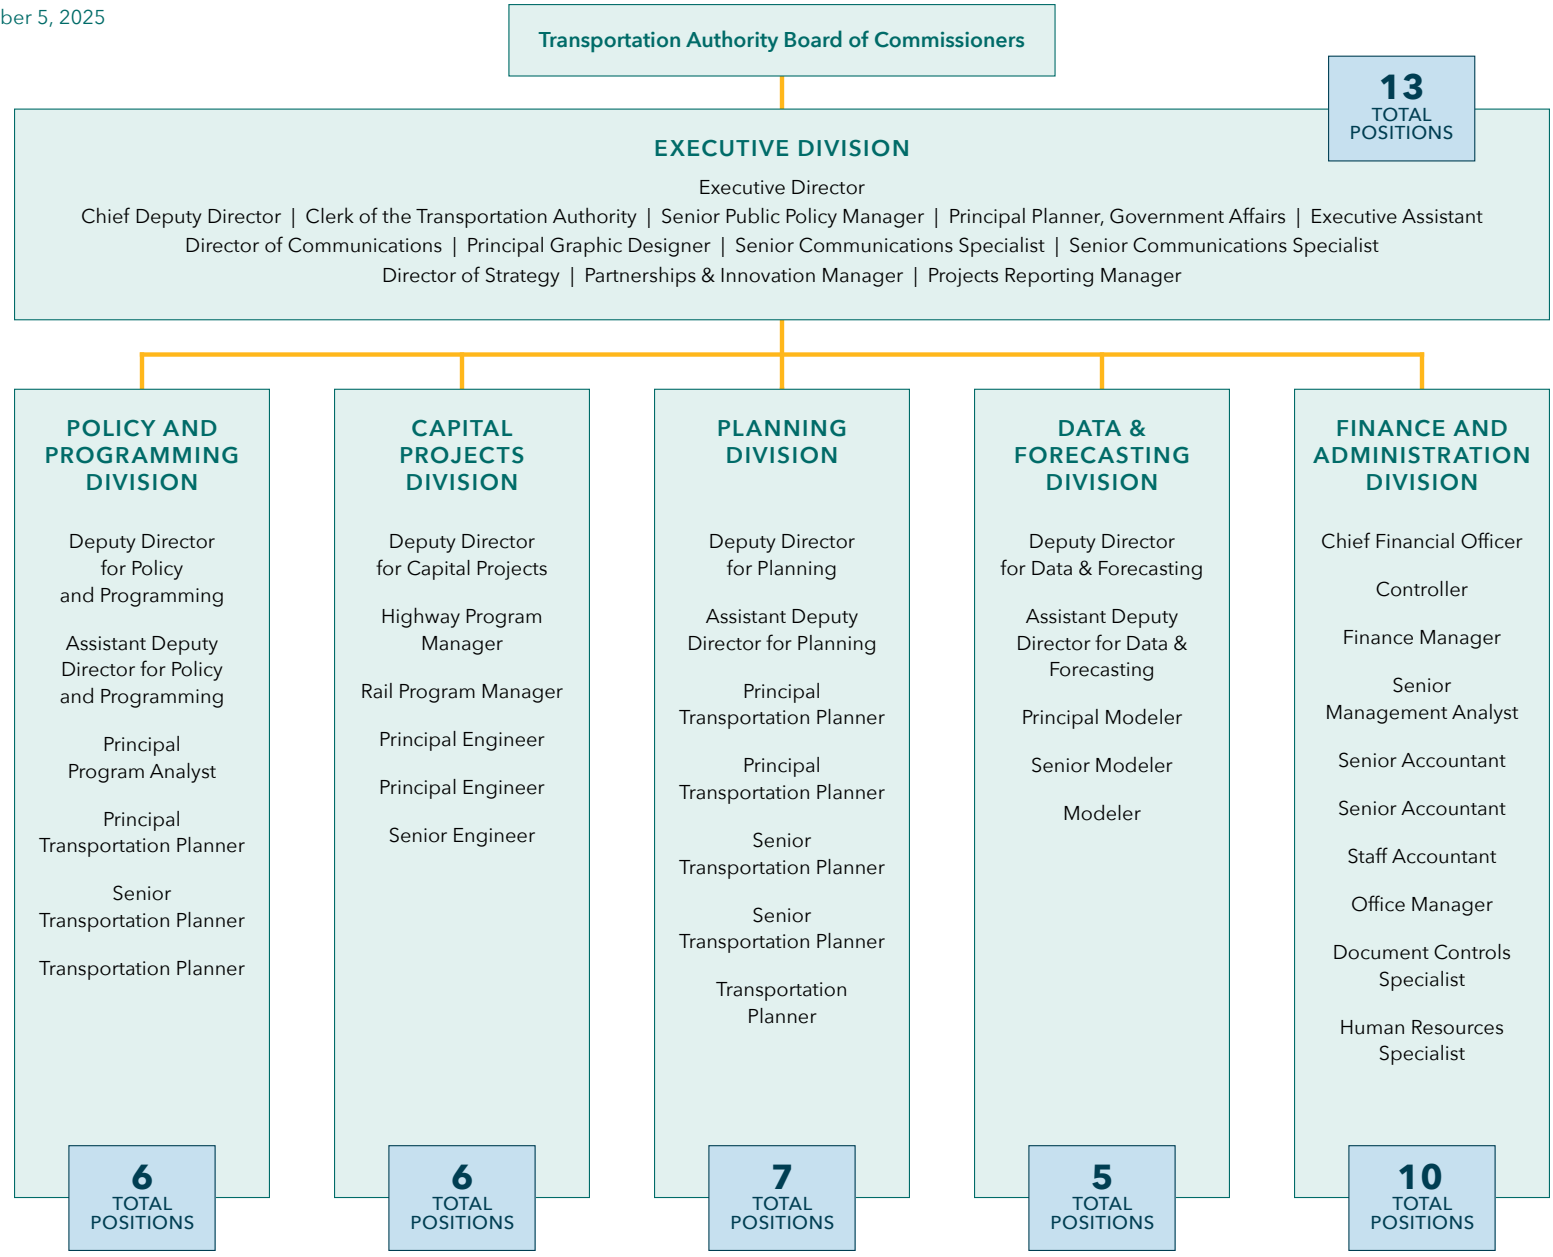 ber 5, 2025
Transportation Authority Board of Commissioners
13
TOTAL
POSITIONS
EXECUTIVE DIVISION
Executive Director
Chief Deputy Director | Clerk of the Transportation Authority | Senior Public Policy Manager | Principal Planner, Government Affairs | Executive Assistant
Director of Communications | Principal Graphic Designer | Senior Communications Specialist | Senior Communications Specialist
Director of Strategy | Partnerships & Innovation Manager | Projects Reporting Manager
POLICY AND
PROGRAMMING
DIVISION
Deputy Director
for Policy
and Programming
Assistant Deputy
Director for Policy
and Programming
Principal
Program Analyst
Principal
Transportation Planner
Senior
Transportation Planner
Transportation Planner
6
TOTAL
POSITIONS
CAPITAL
PROJECTS
DIVISION
Deputy Director
for Capital Projects
Highway Program
Manager
Rail Program Manager
Principal Engineer
Principal Engineer
Senior Engineer
6
TOTAL
POSITIONS
PLANNING
DIVISION
Deputy Director
for Planning
Assistant Deputy
Director for Planning
Principal
Transportation Planner
Principal
Transportation Planner
Senior
Transportation Planner
Senior
Transportation Planner
Transportation
Planner
7
TOTAL
POSITIONS
DATA &
FORECASTING
DIVISION
Deputy Director
for Data & Forecasting
Assistant Deputy
Director for Data &
Forecasting
Principal Modeler
Senior Modeler
Modeler
5
TOTAL
POSITIONS
FINANCE AND
ADMINISTRATION
DIVISION
Chief Financial Officer
Controller
Finance Manager
Senior
Management Analyst
Senior Accountant
Senior Accountant
Staff Accountant
Office Manager
Document Controls
Specialist
Human Resources
Specialist
10
TOTAL
POSITIONS